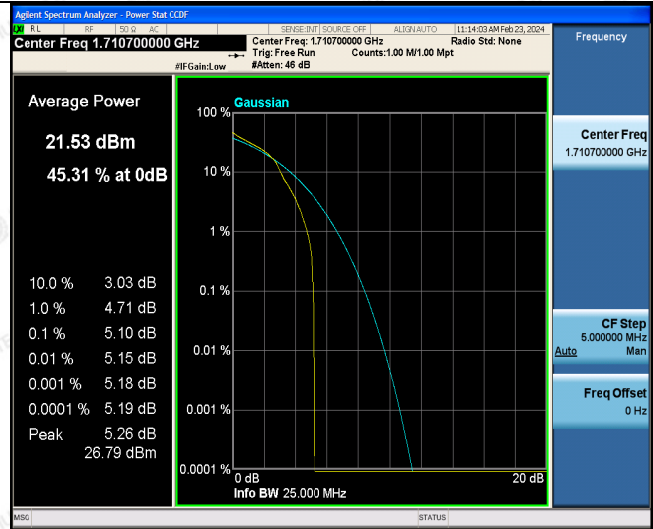 Agilent Spectrum Analyzer - Power Stat CCDF
LXI RL RF 50 Ω AC SENSE:INT SOURCE OFF ALIGN AUTO 11:14:03 AM Feb 23, 2024
Center Freq 1.710700000 GHz
Center Freq: 1.710700000 GHz Radio Std: None
Trig: Free Run Counts:1.00 M/1.00 Mpt
#IFGain:Low #Atten: 46 dB
Frequency
Average Power
21.53 dBm
45.31 % at 0dB
10.0 % 3.03 dB
1.0 % 4.71 dB
0.1 % 5.10 dB
0.01 % 5.15 dB
0.001 % 5.18 dB
0.0001 % 5.19 dB
Peak 5.26 dB
26.79 dBm
Gaussian
100 %
10 %
1 %
0.1 %
0.01 %
0.001 %
0.0001 %
0 dB 20 dB
Info BW 25.000 MHz
Center Freq
1.710700000 GHz
CF Step
5.000000 MHz
Auto Man
Freq Offset
0 Hz
MSG STATUS